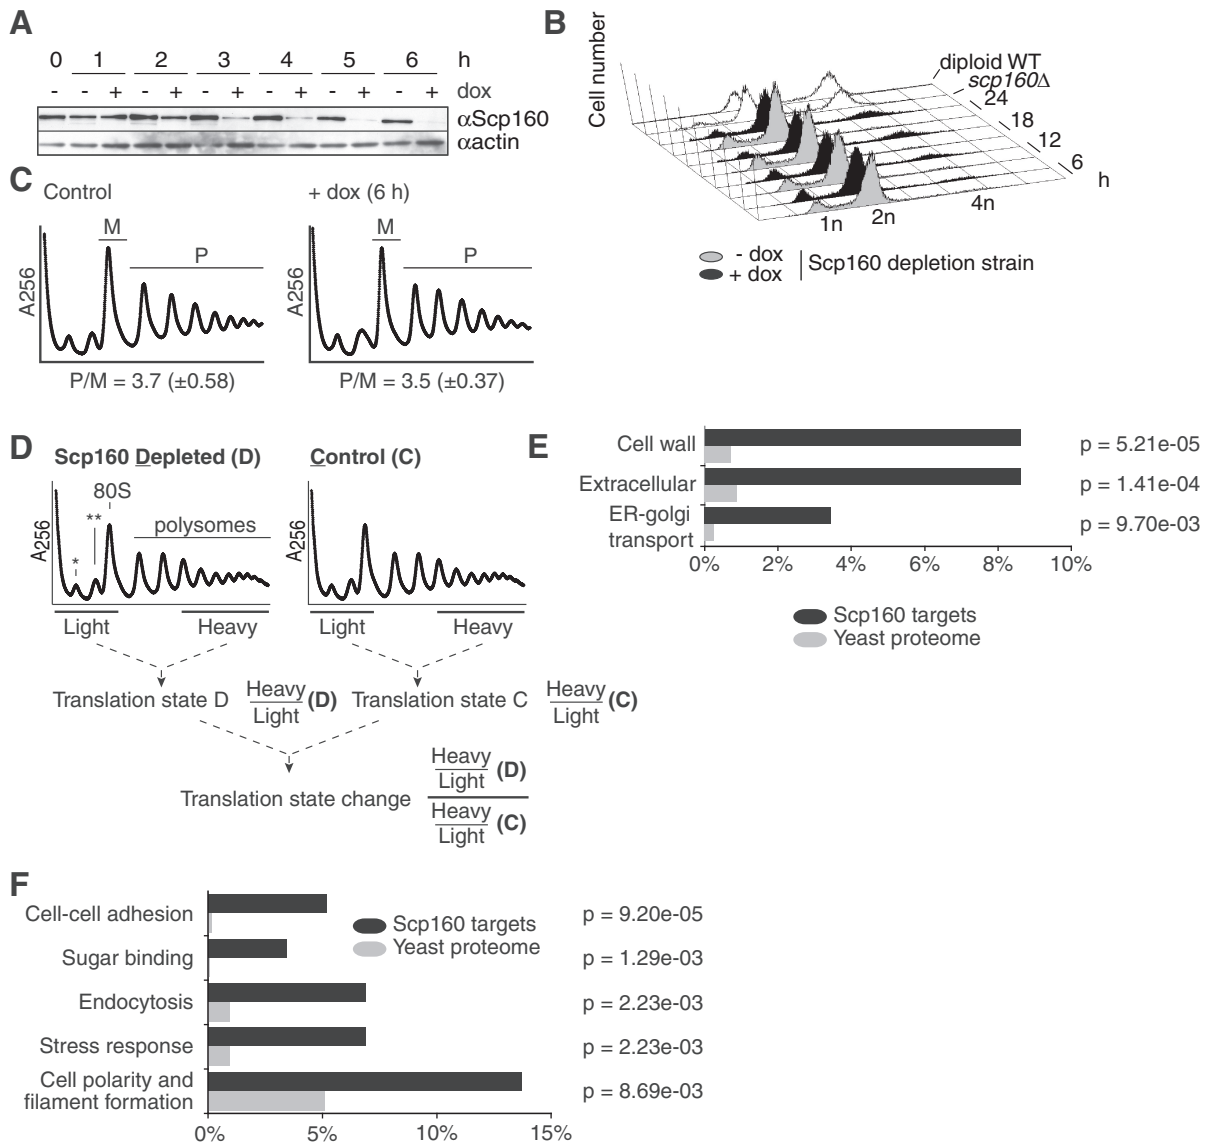 A
0 1 2 3 4 5 6 h
- - + - + - + - + - + - + dox
αScp160
αactin
B
Cell number
diploid WT
scp160Δ
24
18
12
6
h
1n 2n 4n
- dox
+ dox
Scp160 depletion strain
C
Control
+ dox (6 h)
A256
M
P
A256
M
P
P/M = 3.7 (±0.58)
P/M = 3.5 (±0.37)
D
Scp160 Depleted (D)
Control (C)
A256
*
**
80S
polysomes
A256
Light Heavy
Light Heavy
Translation state D
Heavy
Light
(D)
Translation state C
Heavy
Light
(C)
Translation state change
Heavy
Light
(D)
Heavy
Light
(C)
E
Cell wall
p = 5.21e-05
Extracellular
p = 1.41e-04
ER-golgi
transport
p = 9.70e-03
0% 2% 4% 6% 8% 10%
Scp160 targets
Yeast proteome
F
Cell-cell adhesion
p = 9.20e-05
Scp160 targets
Yeast proteome
Sugar binding
p = 1.29e-03
Endocytosis
p = 2.23e-03
Stress response
p = 2.23e-03
Cell polarity and
filament formation
p = 8.69e-03
0% 5% 10% 15%